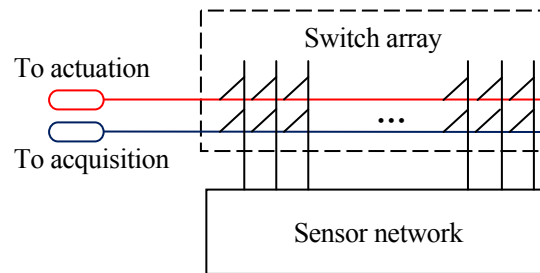 Switch array
To actuation
...
To acquisition
Sensor network